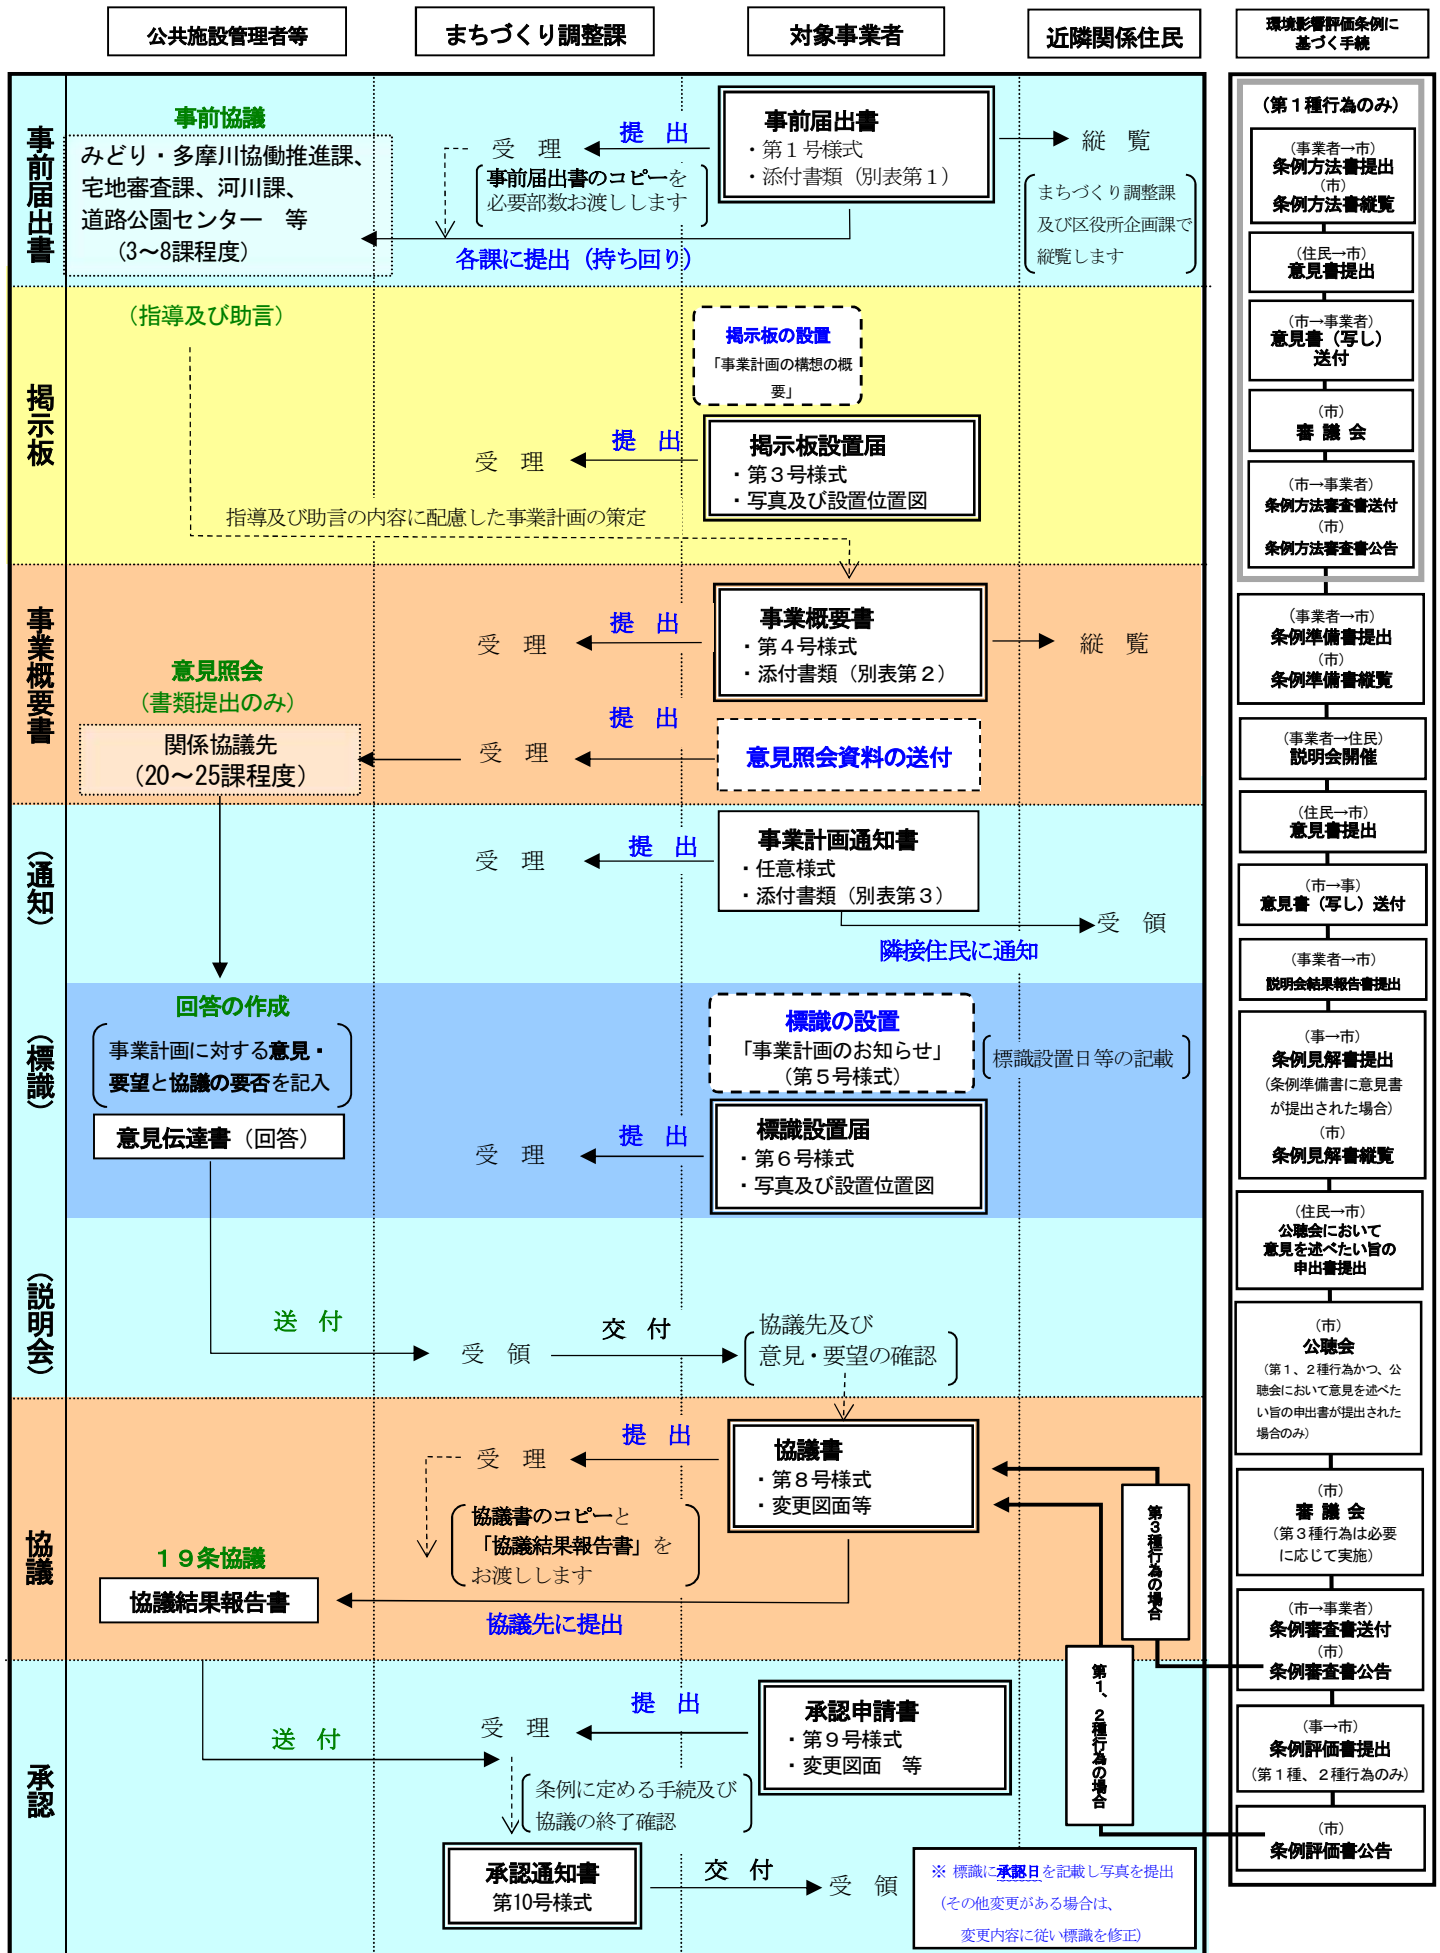 公共施設管理者等
まちづくり調整課
対象事業者
近隣関係住民
環境影響評価条例に
基づく手続
事前届出書
事前協議
みどり・多摩川協働推進課、
宅地審査課、河川課、
道路公園センター　等
（3～8課程度）
受　理
提　出
事前届出書のコピーを
必要部数お渡しします
各課に提出（持ち回り）
事前届出書
・第１号様式
・添付書類（別表第１）
縦　覧
まちづくり調整課
及び区役所企画課で
縦覧します
掲示板
（指導及び助言）
掲示板の設置
「事業計画の構想の概
要」
受　理
提　出
掲示板設置届
・第３号様式
・写真及び設置位置図
指導及び助言の内容に配慮した事業計画の策定
事業概要書
受　理
提　出
事業概要書
・第４号様式
・添付書類（別表第２）
縦　覧
意見照会
（書類提出のみ）
関係協議先
（20～25課程度）
受　理
提　出
意見照会資料の送付
（通知）
受　理
提　出
事業計画通知書
・任意様式
・添付書類（別表第３）
受　領
隣接住民に通知
（標識）
回答の作成
事業計画に対する意見・
要望と協議の要否を記入
意見伝達書（回答）
標識の設置
「事業計画のお知らせ」
（第５号様式）
標識設置日等の記載
受　理
提　出
標識設置届
・第６号様式
・写真及び設置位置図
（説明会）
送　付
受　領
交　付
協議先及び
意見・要望の確認
協議
受　理
提　出
協議書
・第８号様式
・変更図面等
協議書のコピーと
「協議結果報告書」を
お渡しします
１９条協議
協議結果報告書
協議先に提出
第３種行為の場合
承認
送　付
受　理
提　出
承認申請書
・第９号様式
・変更図面　等
第１、２種行為の場合
条例に定める手続及び
協議の終了確認
承認通知書
第10号様式
交　付
受　領
※ 標識に承認日を記載し写真を提出
（その他変更がある場合は、
変更内容に従い標識を修正）
（第１種行為のみ）
（事業者→市）
条例方法書提出
（市）
条例方法書縦覧
（住民→市）
意見書提出
（市→事業者）
意見書（写し）
送付
（市）
審 議 会
（市→事業者）
条例方法審査書送付
（市）
条例方法審査書公告
（事業者→市）
条例準備書提出
（市）
条例準備書縦覧
（事業者→住民）
説明会開催
（住民→市）
意見書提出
（市→事）
意見書（写し）送付
（事業者→市）
説明会結果報告書提出
（事→市）
条例見解書提出
（条例準備書に意見書
が提出された場合）
（市）
条例見解書縦覧
（住民→市）
公聴会において
意見を述べたい旨の
申出書提出
（市）
公聴会
（第１、２種行為かつ、公
聴会において意見を述べた
い旨の申出書が提出された
場合のみ）
（市）
審 議 会
（第３種行為は必要
に応じて実施）
（市→事業者）
条例審査書送付
（市）
条例審査書公告
（事→市）
条例評価書提出
（第１種、２種行為のみ）
（市）
条例評価書公告